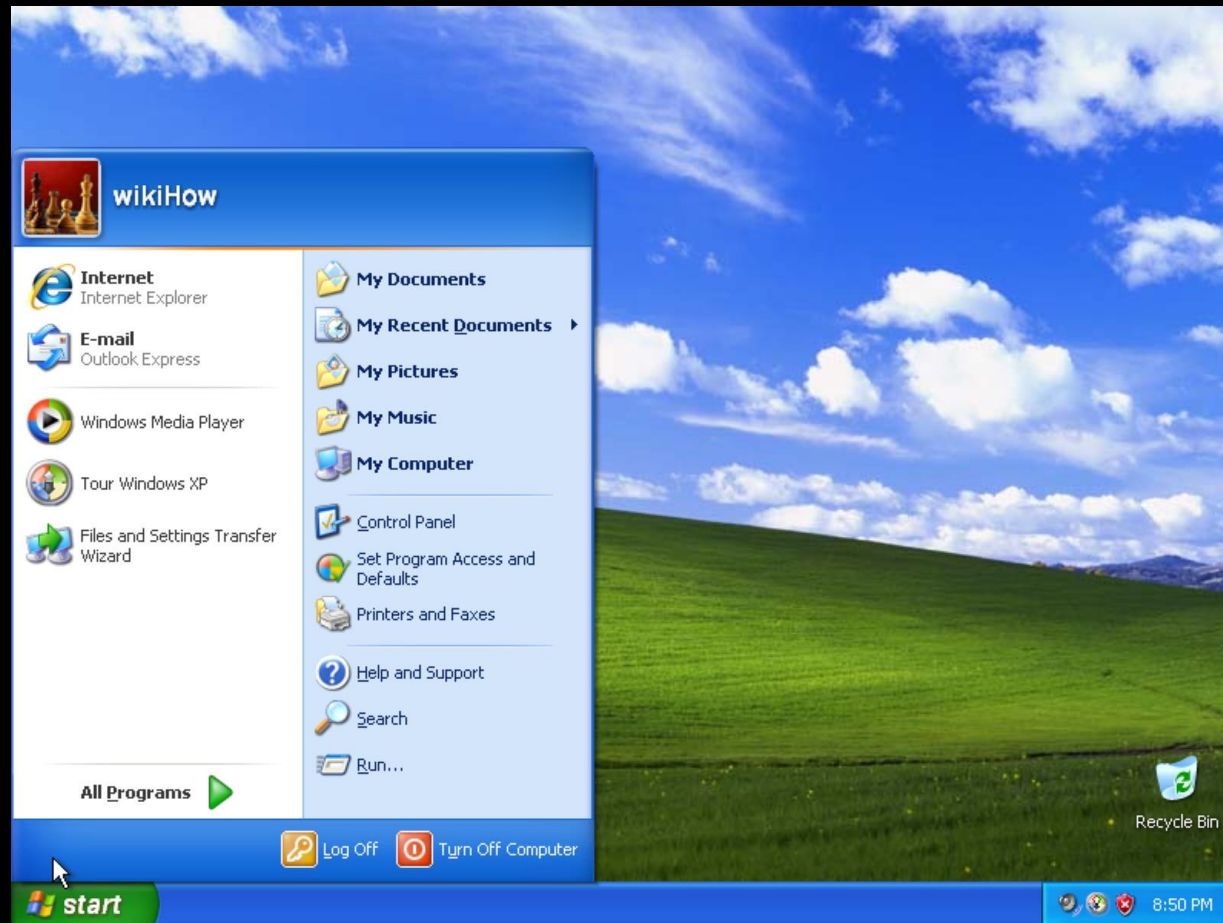 wikiHow
Internet
Internet Explorer
E-mail
Outlook Express
Windows Media Player
Tour Windows XP
Files and Settings Transfer
Wizard
All Programs
My Documents
My Recent Documents
My Pictures
My Music
My Computer
Control Panel
Set Program Access and
Defaults
Printers and Faxes
Help and Support
Search
Run...
Log Off
Turn Off Computer
Recycle Bin
start
8:50 PM